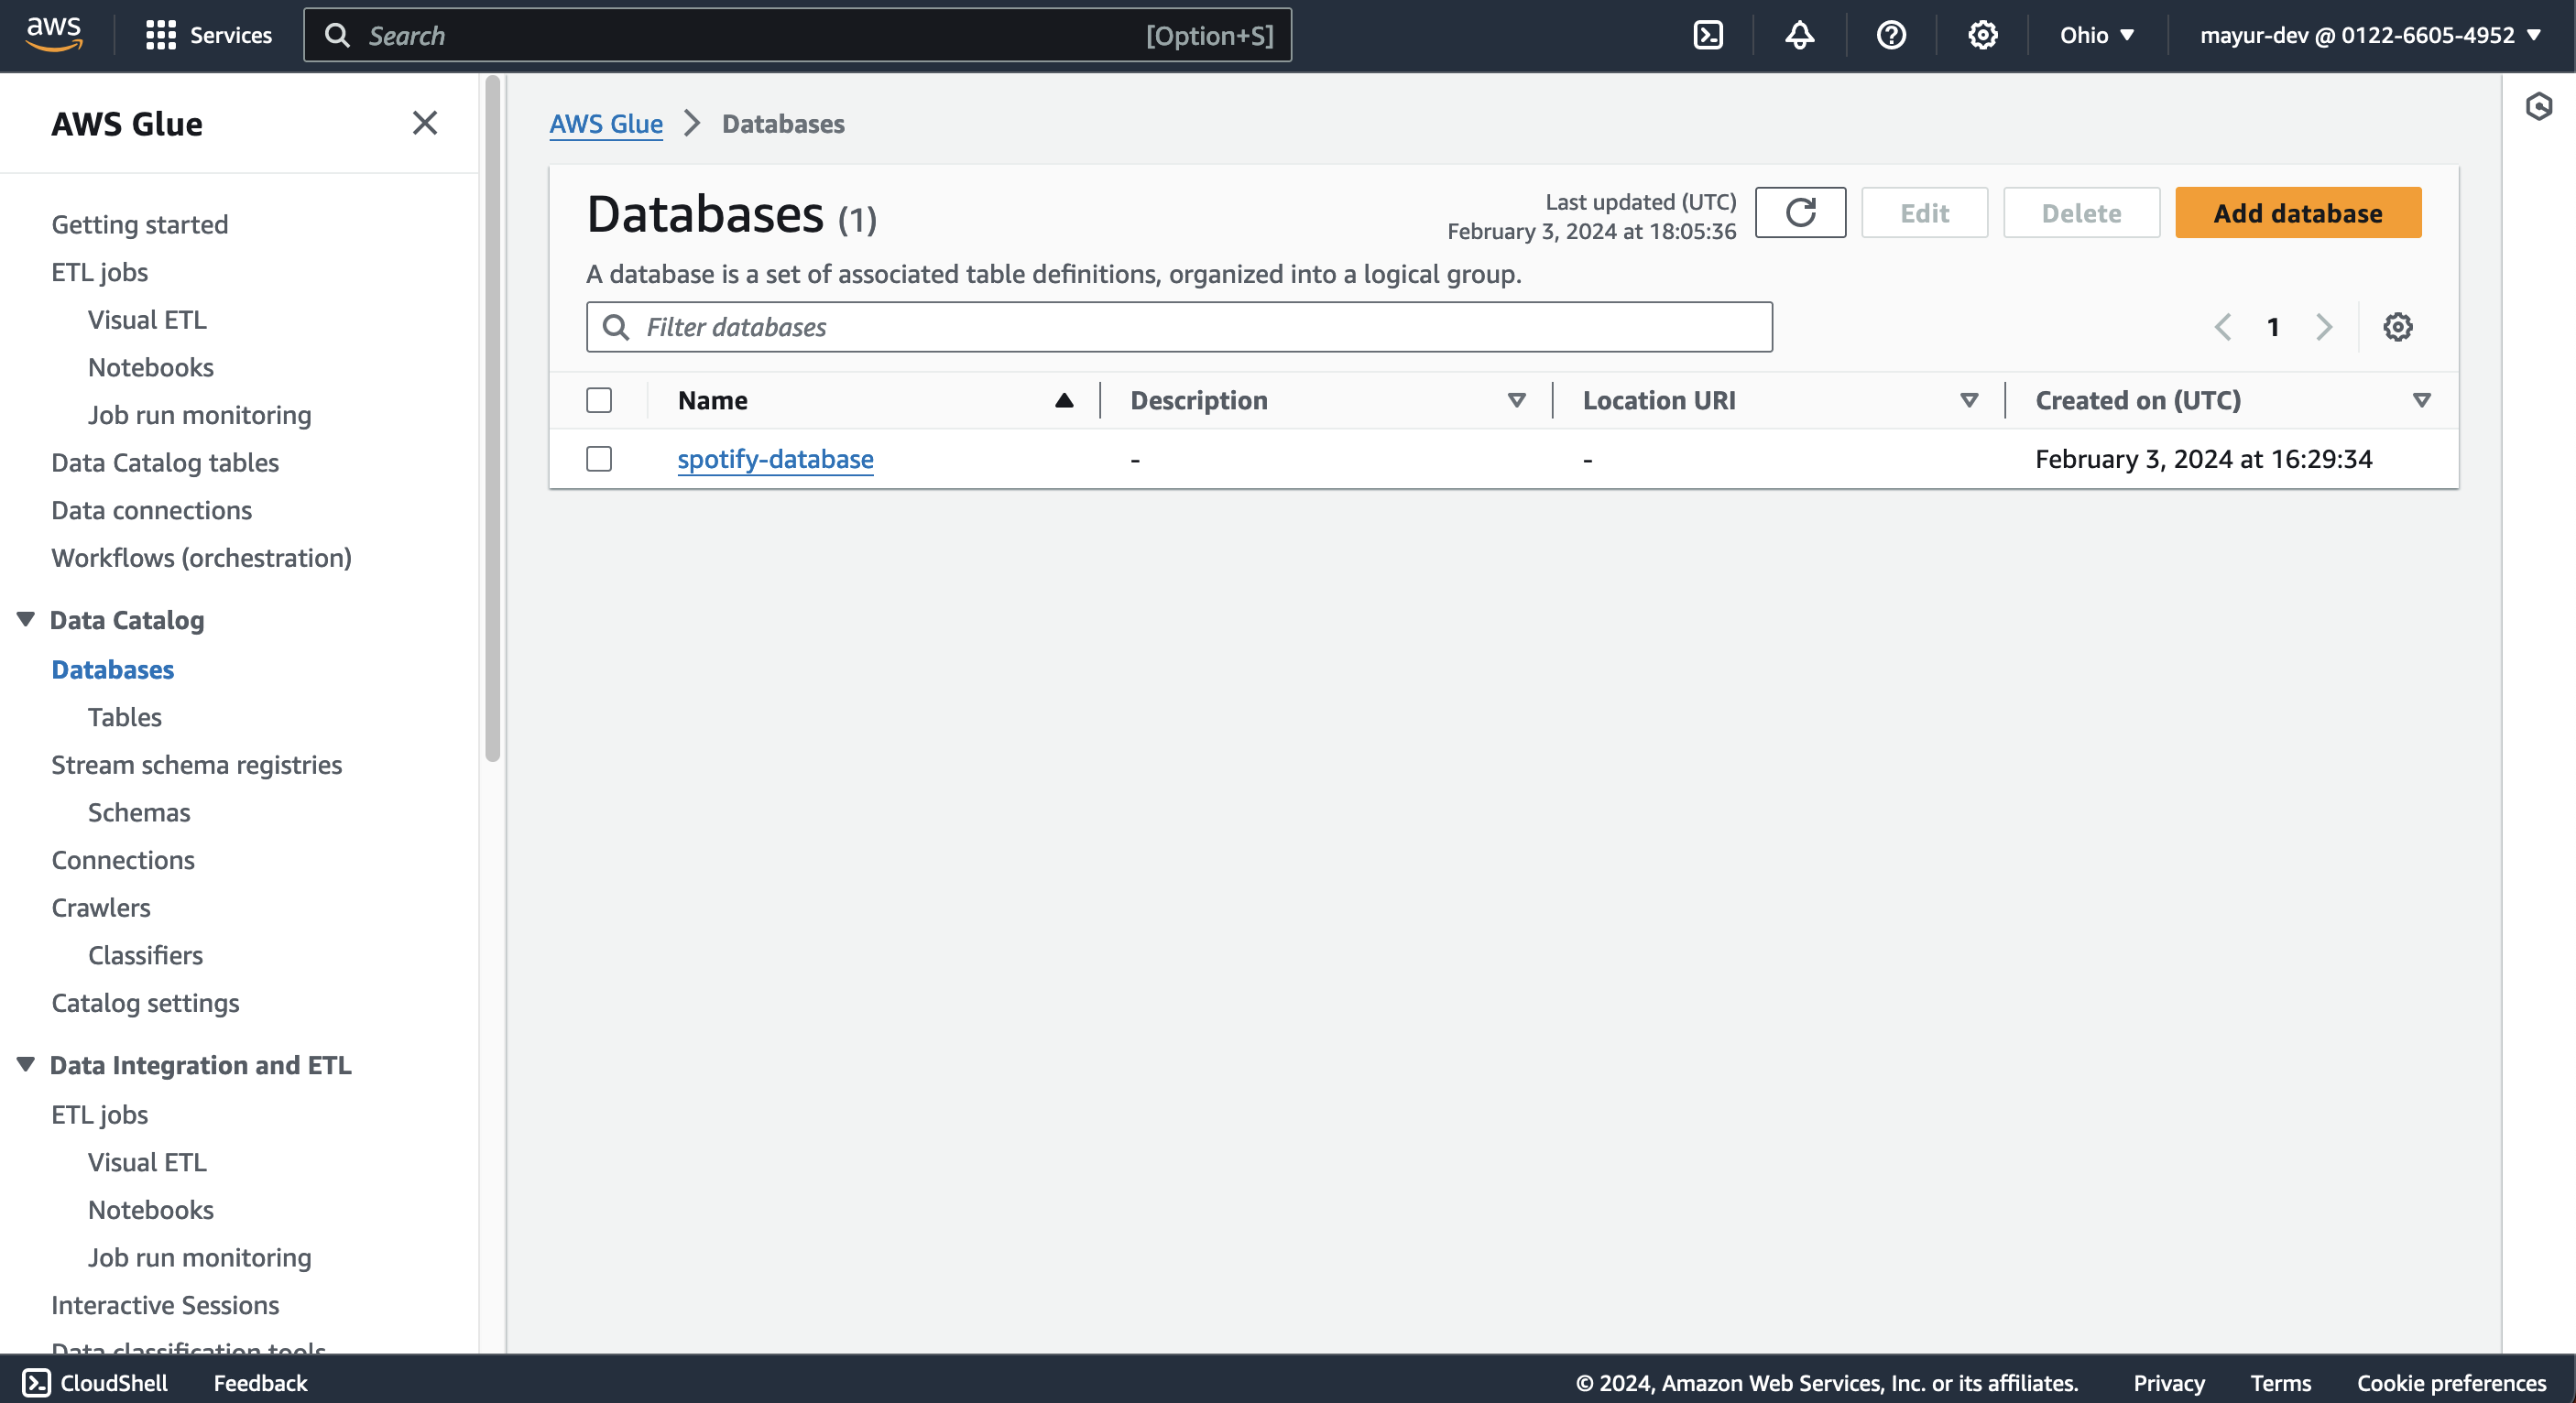 aws
Services
Search [Option+S]
Ohio
mayur-dev @ 0122-6605-4952
AWS Glue
Getting started
ETL jobs
Visual ETL
Notebooks
Job run monitoring
Data Catalog tables
Data connections
Workflows (orchestration)
Data Catalog
Databases
Tables
Stream schema registries
Schemas
Connections
Crawlers
Classifiers
Catalog settings
Data Integration and ETL
ETL jobs
Visual ETL
Notebooks
Job run monitoring
Interactive Sessions
Data classification tools
AWS Glue Databases
Databases (1)
Last updated (UTC)
February 3, 2024 at 18:05:36
Edit
Delete
Add database
A database is a set of associated table definitions, organized into a logical group.
Filter databases
1
Name Description Location URI Created on (UTC)
spotify-database - - February 3, 2024 at 16:29:34
CloudShell Feedback © 2024, Amazon Web Services, Inc. or its affiliates. Privacy Terms Cookie preferences